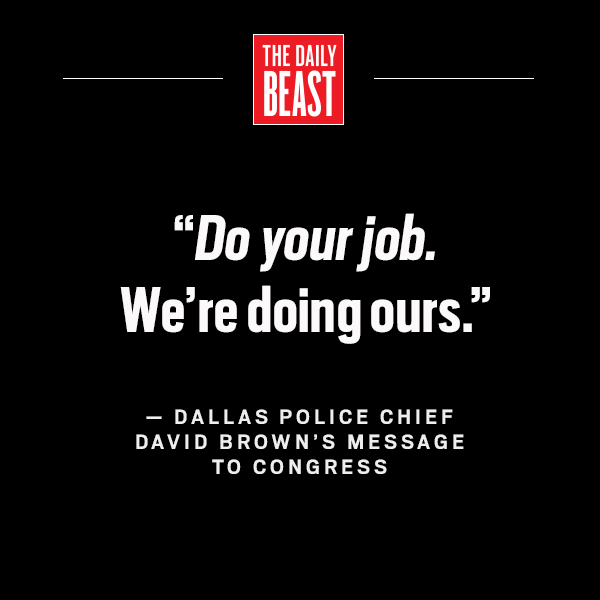 THE DAILY
BEAST
“Do your job.
We’re doing ours.”
— DALLAS POLICE CHIEF
DAVID BROWN’S MESSAGE
TO CONGRESS